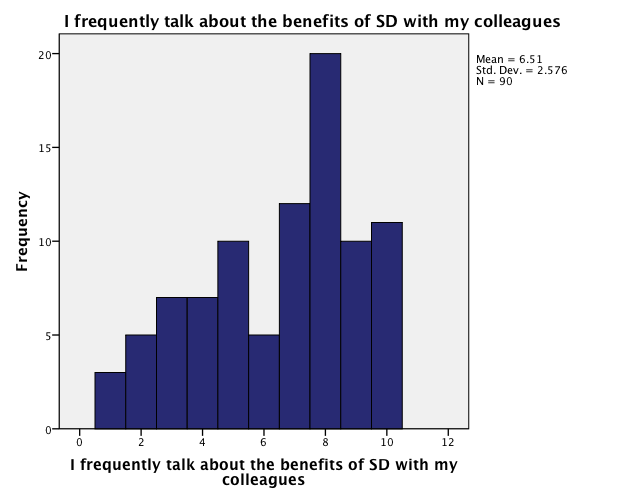 I frequently talk about the benefits of SD with my colleagues
Mean = 6.51
Std. Dev. = 2.576
N = 90
Frequency
20
15
10
5
0
0 2 4 6 8 10 12
I frequently talk about the benefits of SD with my
colleagues